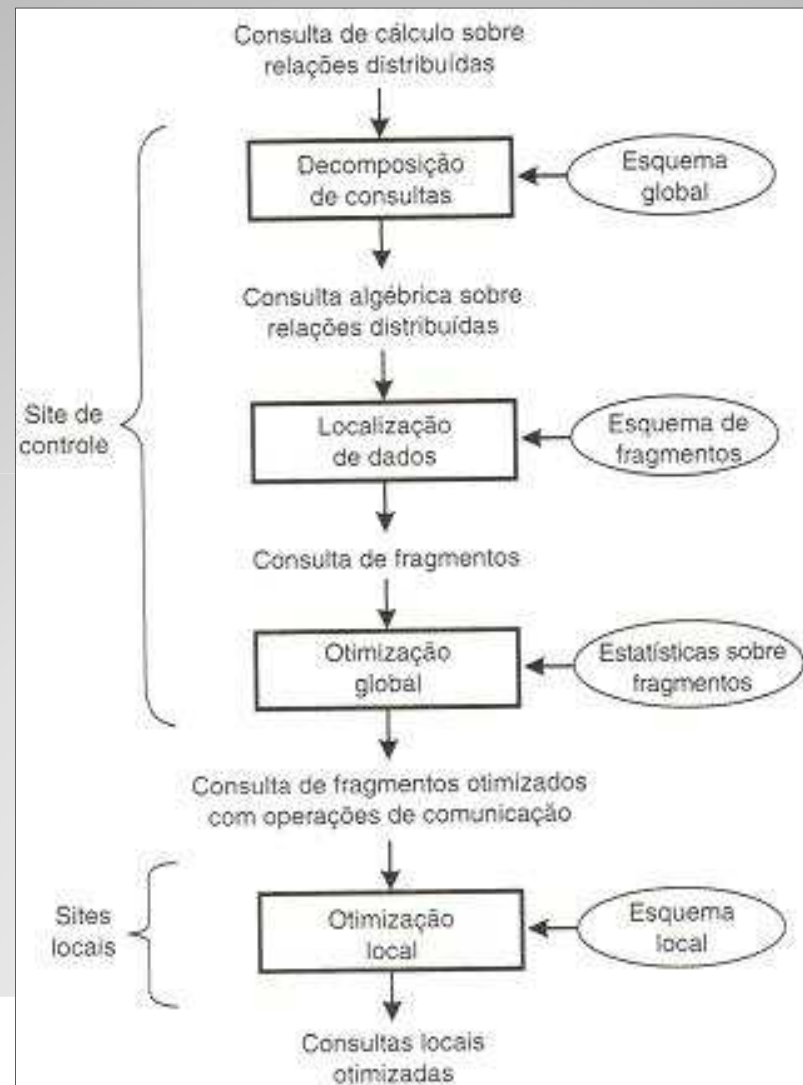 Consulta de cálculo sobre
relações distribuídas
Decomposição
de consultas
Esquema
global
Consulta algébrica sobre
relações distribuídas
Site de
controle
Localização
de dados
Esquema de
fragmentos
Consulta de fragmentos
Otimização
global
Estatísticas sobre
fragmentos
Consulta de fragmentos otimizados
com operações de comunicação
Sites
locais
Otimização
local
Esquema
local
Consultas locais
otimizadas